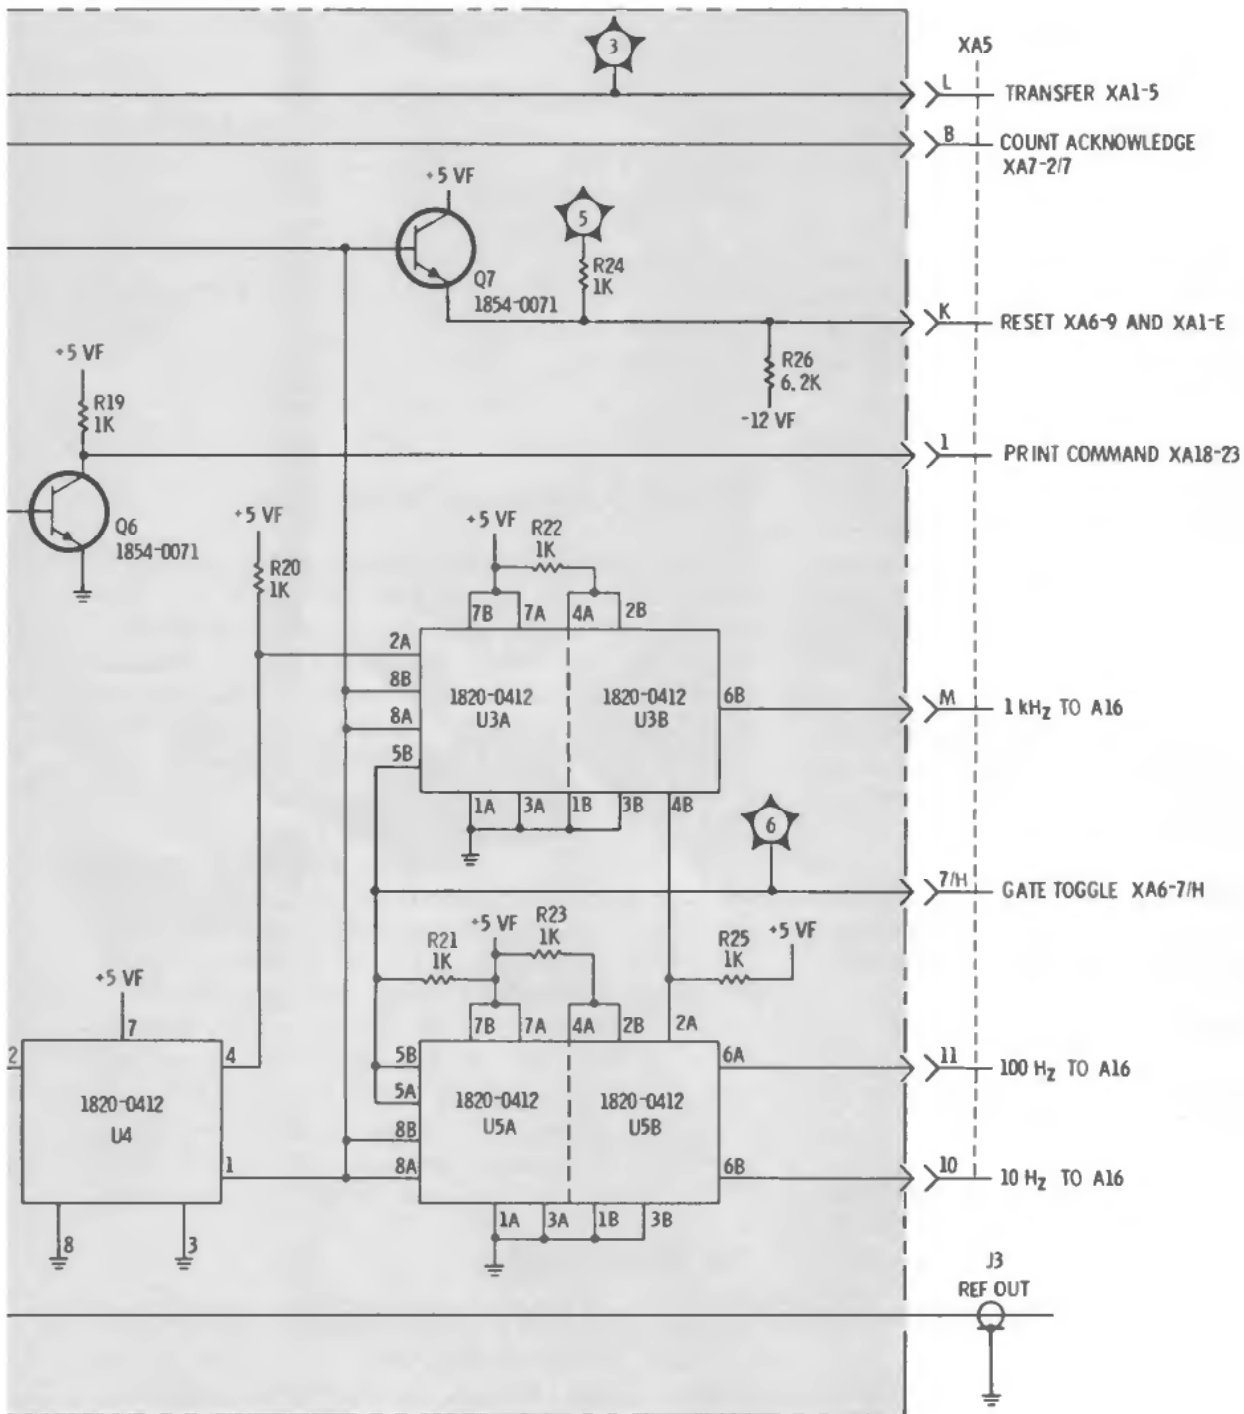 3
XA5
L
TRANSFER XA1-5
B
COUNT ACKNOWLEDGE
XA7-2/7
+5 VF
5
R24
1K
Q7
1854-0071
K
RESET XA6-9 AND XA1-E
R26
6.2K
-12 VF
+5 VF
R19
1K
1
PRINT COMMAND XA18-23
Q6
1854-0071
+5 VF
R20
1K
+5 VF
R22
1K
7B
7A
4A
2B
2A
8B
8A
5B
1820-0412
U3A
1820-0412
U3B
6B
M
1 kHz TO A16
1A
3A
1B
3B
4B
6
7/H
GATE TOGGLE XA6-7/H
R21
1K
+5 VF
R23
1K
R25
1K
+5 VF
+5 VF
7
2
4
1820-0412
U4
1
8
3
7B
7A
4A
2B
2A
5B
5A
8B
8A
1820-0412
U5A
1820-0412
U5B
6A
11
100 Hz TO A16
6B
10
10 Hz TO A16
1A
3A
1B
3B
J3
REF OUT